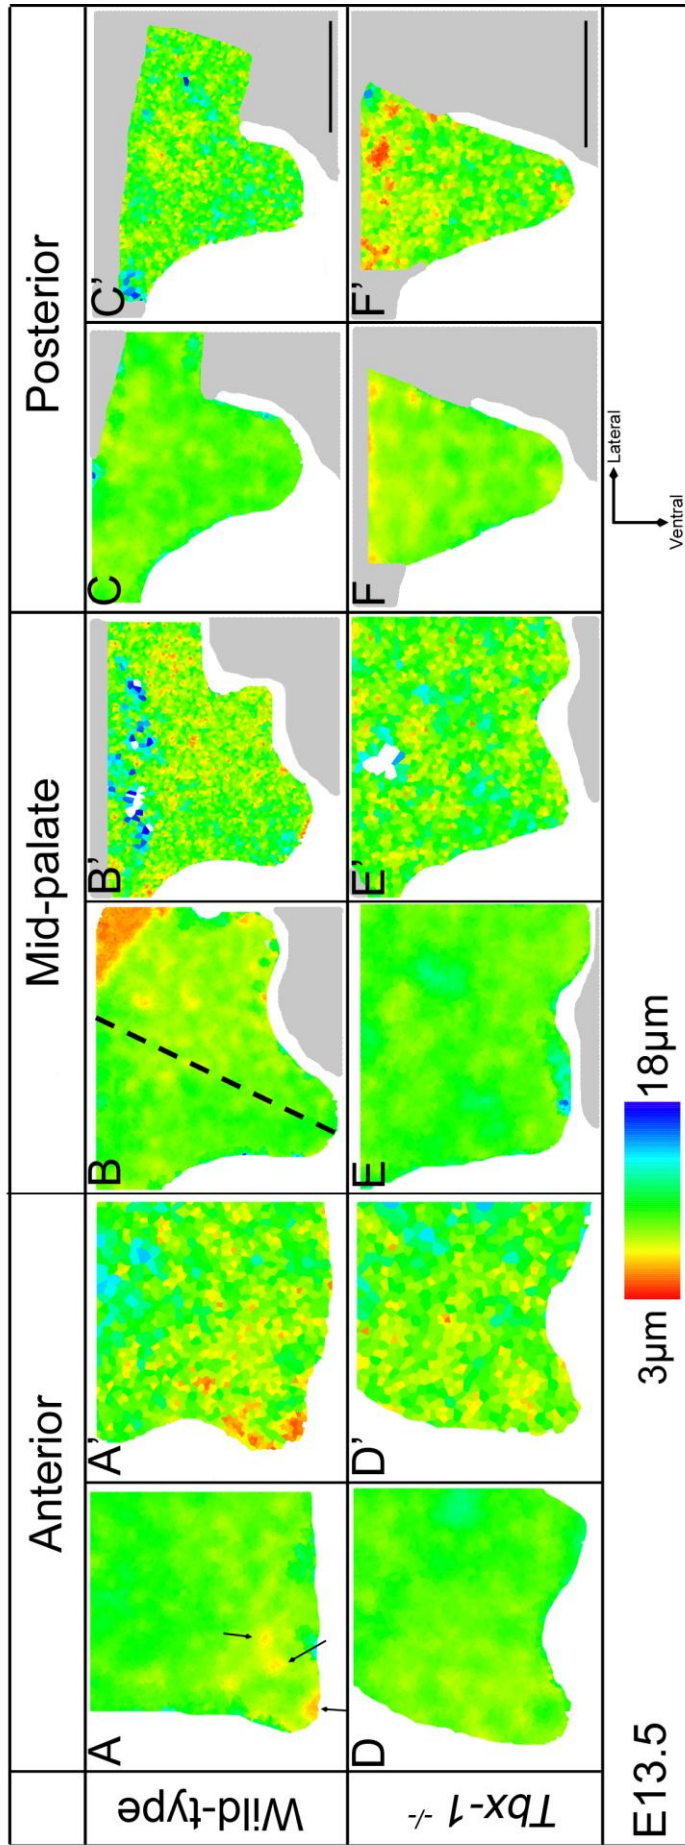 Anterior
Mid-palate
Posterior
Wild-type
A
A’
B
B’
C
C’
Tbx-1 -/-
D
D’
E
E’
F
F’
E13.5
3µm
18µm
Lateral
Ventral